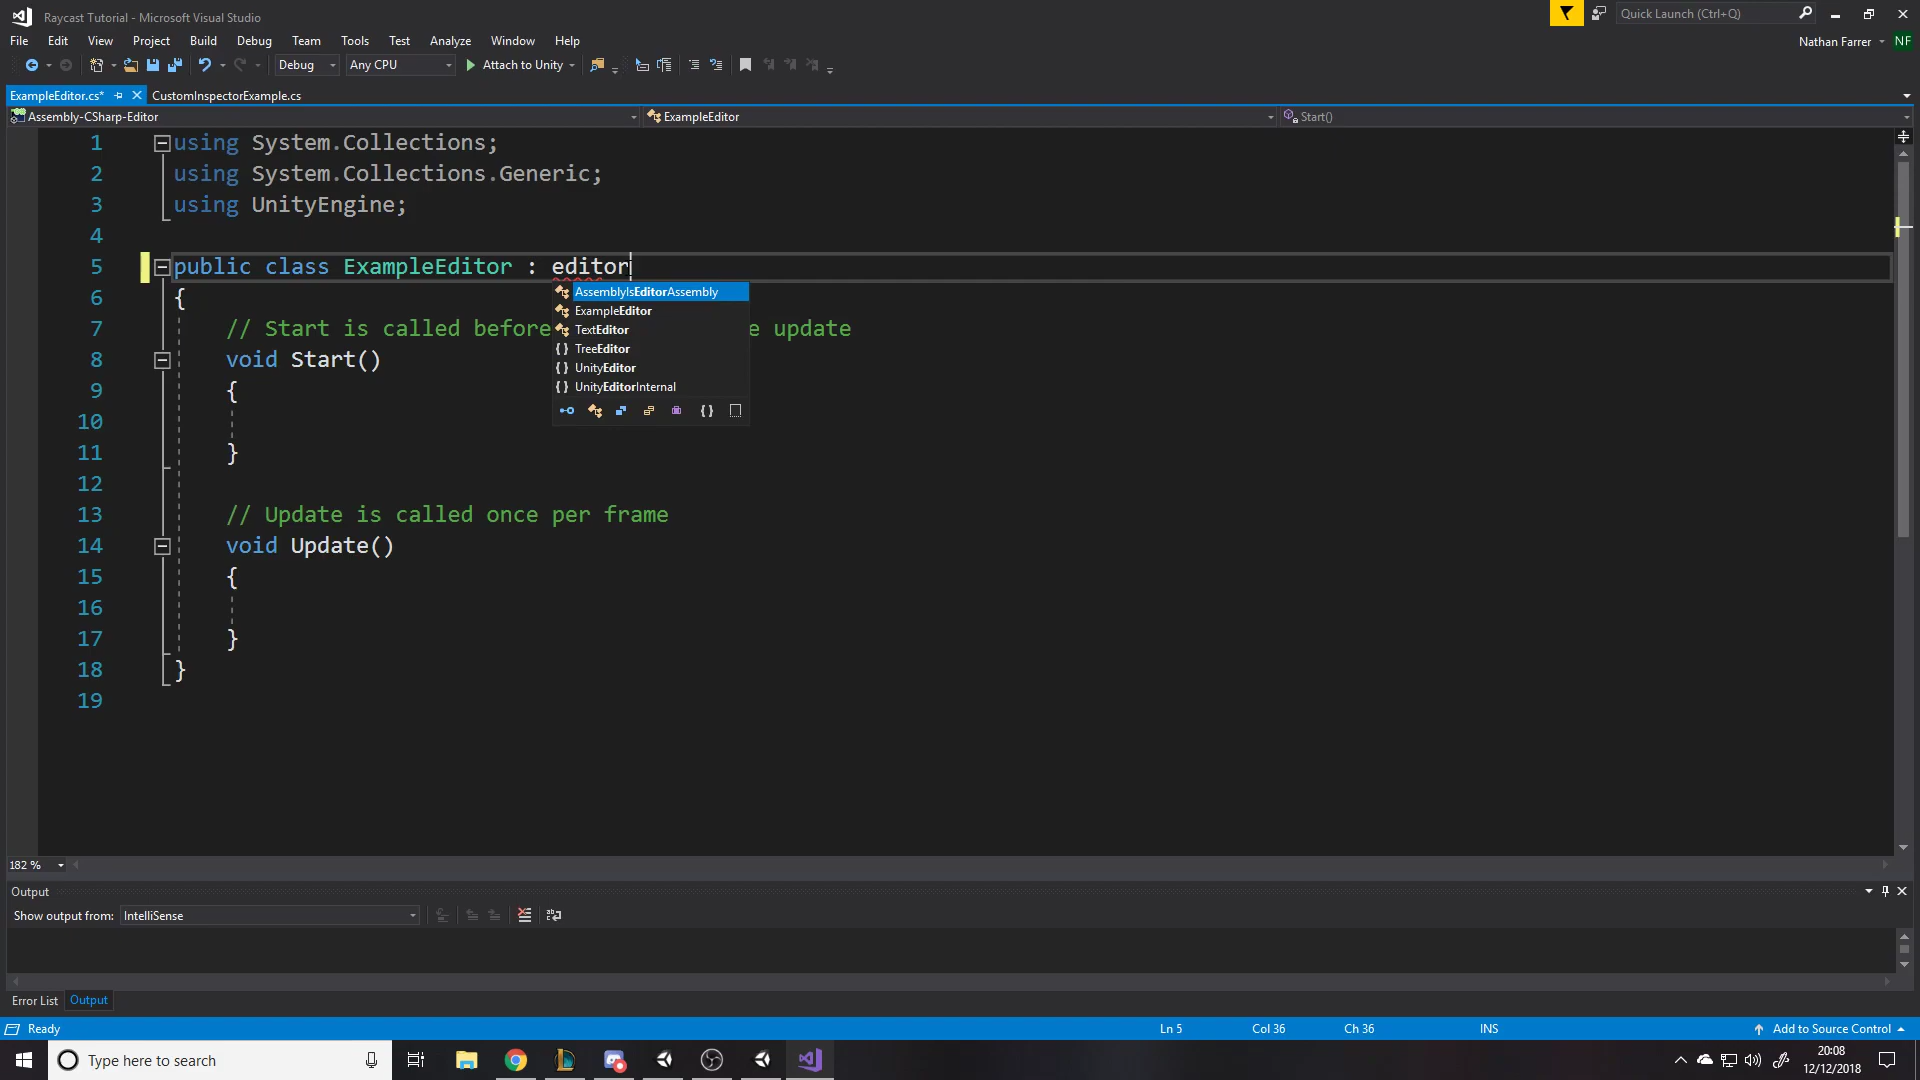 Raycast Tutorial - Microsoft Visual Studio
Quick Launch (Ctrl+Q)
File Edit View Project Build Debug Team Tools Test Analyze Window Help
Nathan Farrer NF
Debug Any CPU Attach to Unity
ExampleEditor.cs* CustomInspectorExample.cs
Assembly-CSharp-Editor ExampleEditor Start()
1 using System.Collections;
2 using System.Collections.Generic;
3 using UnityEngine;
4
5 public class ExampleEditor : editor
6 {
AssemblyIsEditorAssembly
ExampleEditor
7 // Start is called before e update
TextEditor
TreeEditor
8 void Start()
UnityEditor
9 {
UnityEditorInternal
10
11 }
12
13 // Update is called once per frame
14 void Update()
15 {
16
17 }
18 }
19
182 %
Output
Show output from: IntelliSense
Error List Output
Ready Ln 5 Col 36 Ch 36 INS Add to Source Control
Type here to search
20:08
12/12/2018